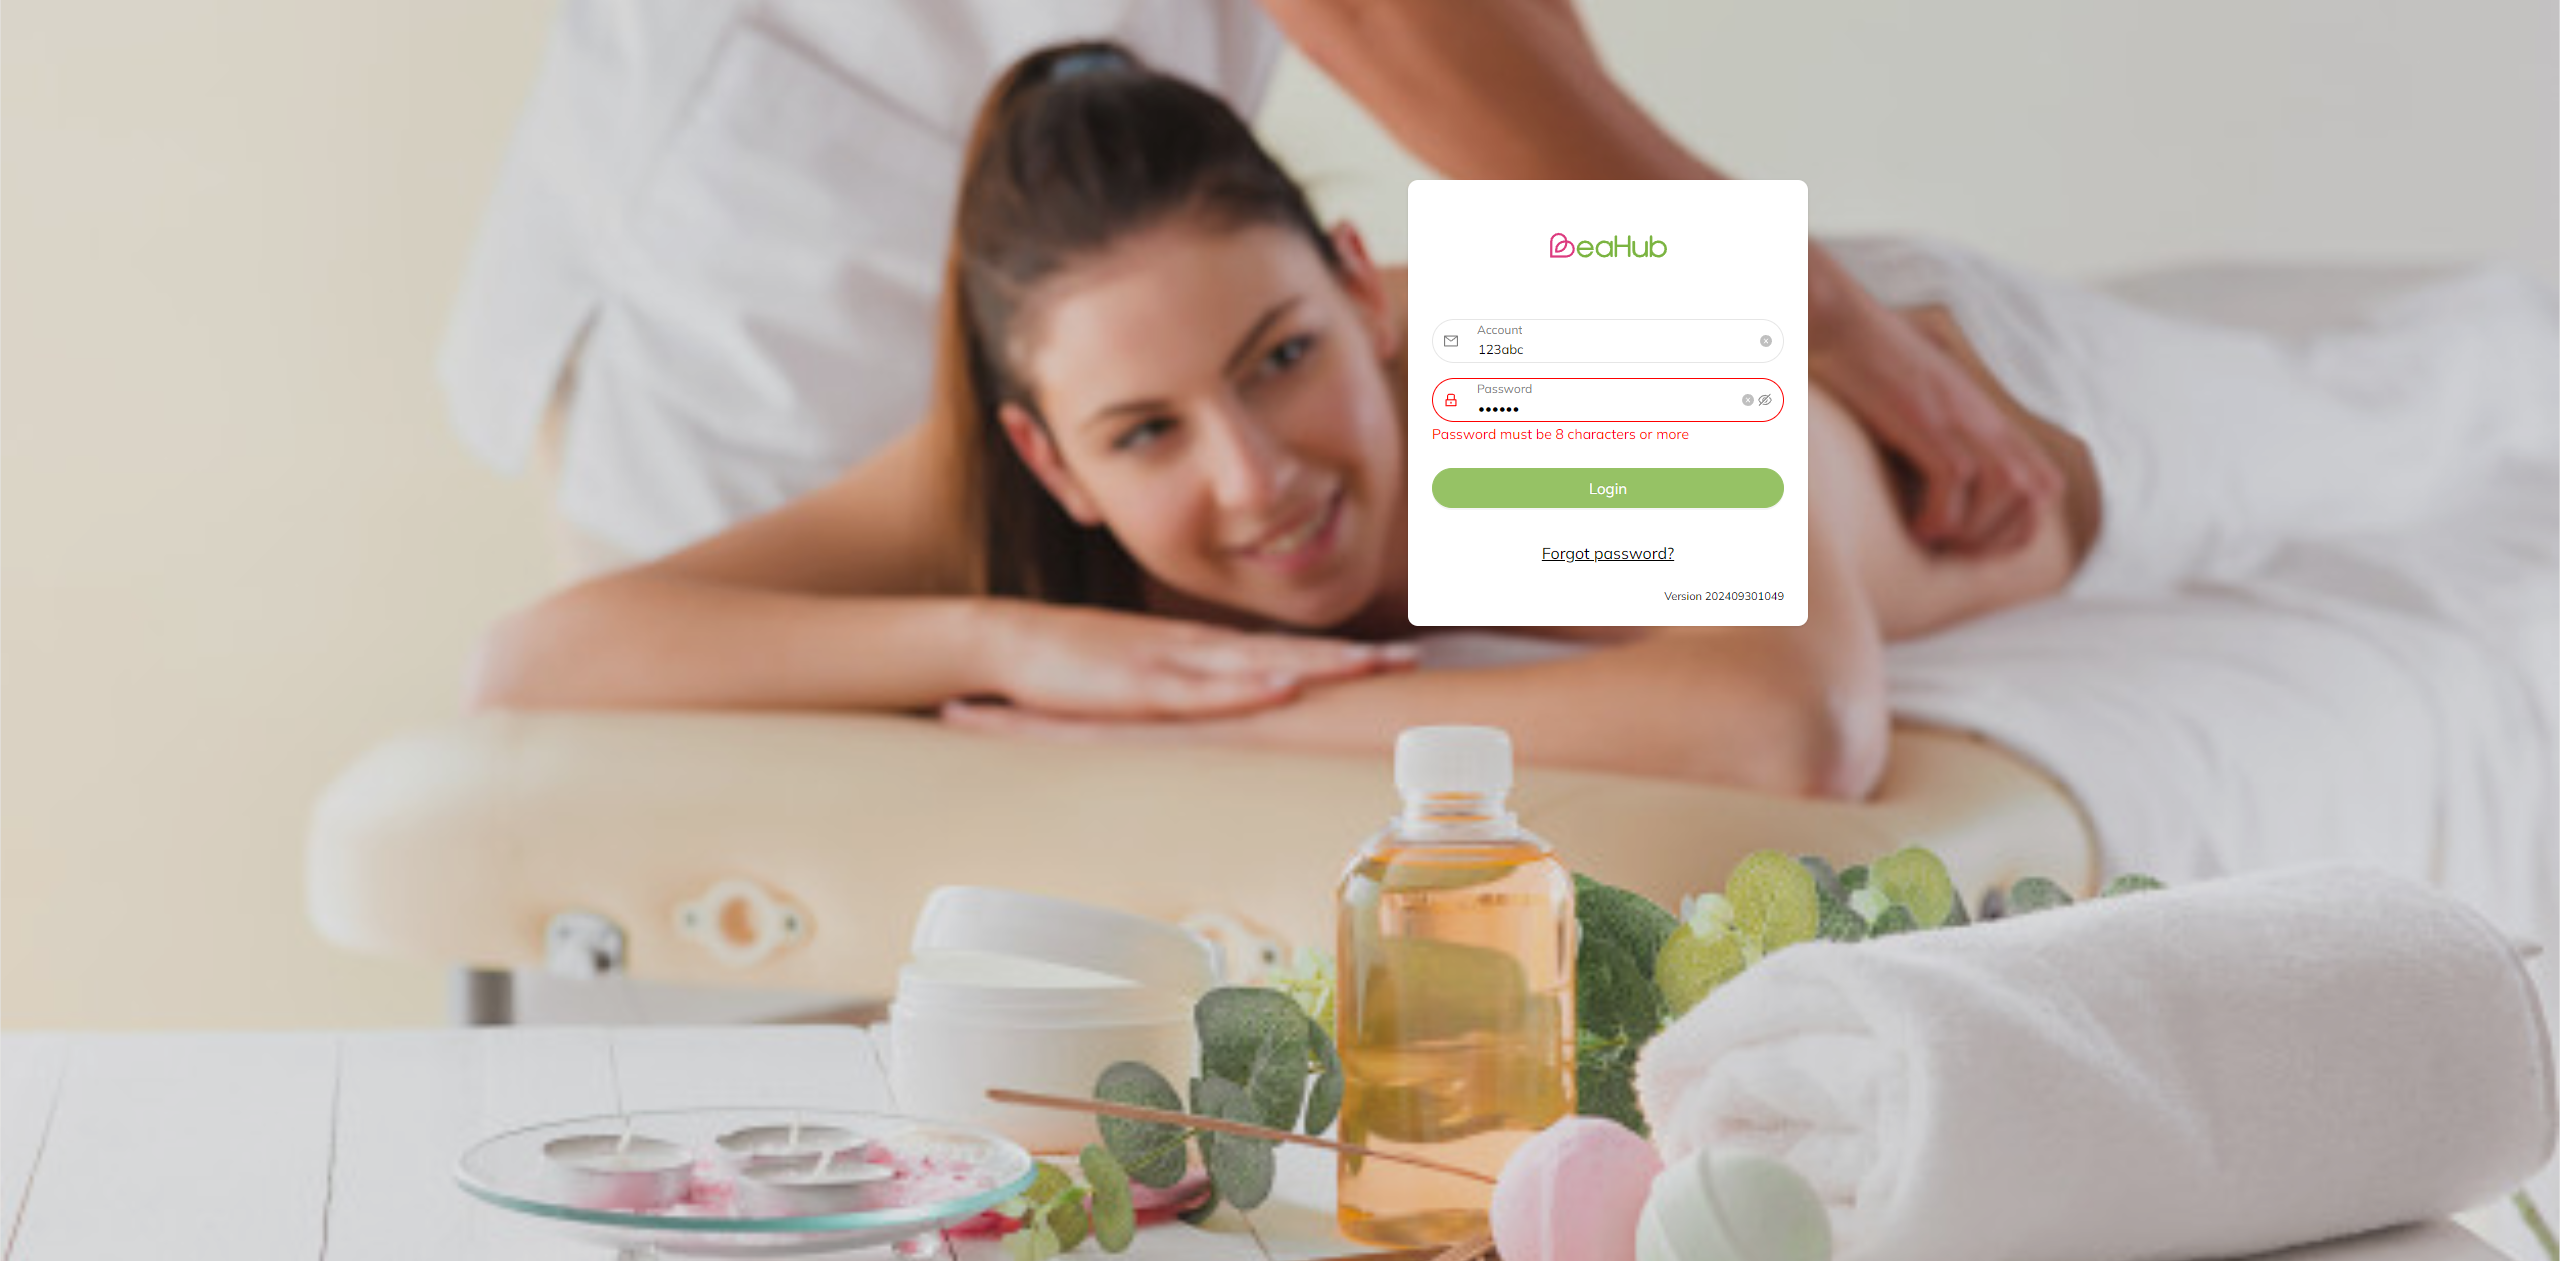 BeaHub
Account
123abc
Password
••••••
Password must be 8 characters or more
Login
Forgot password?
Version 202409301049